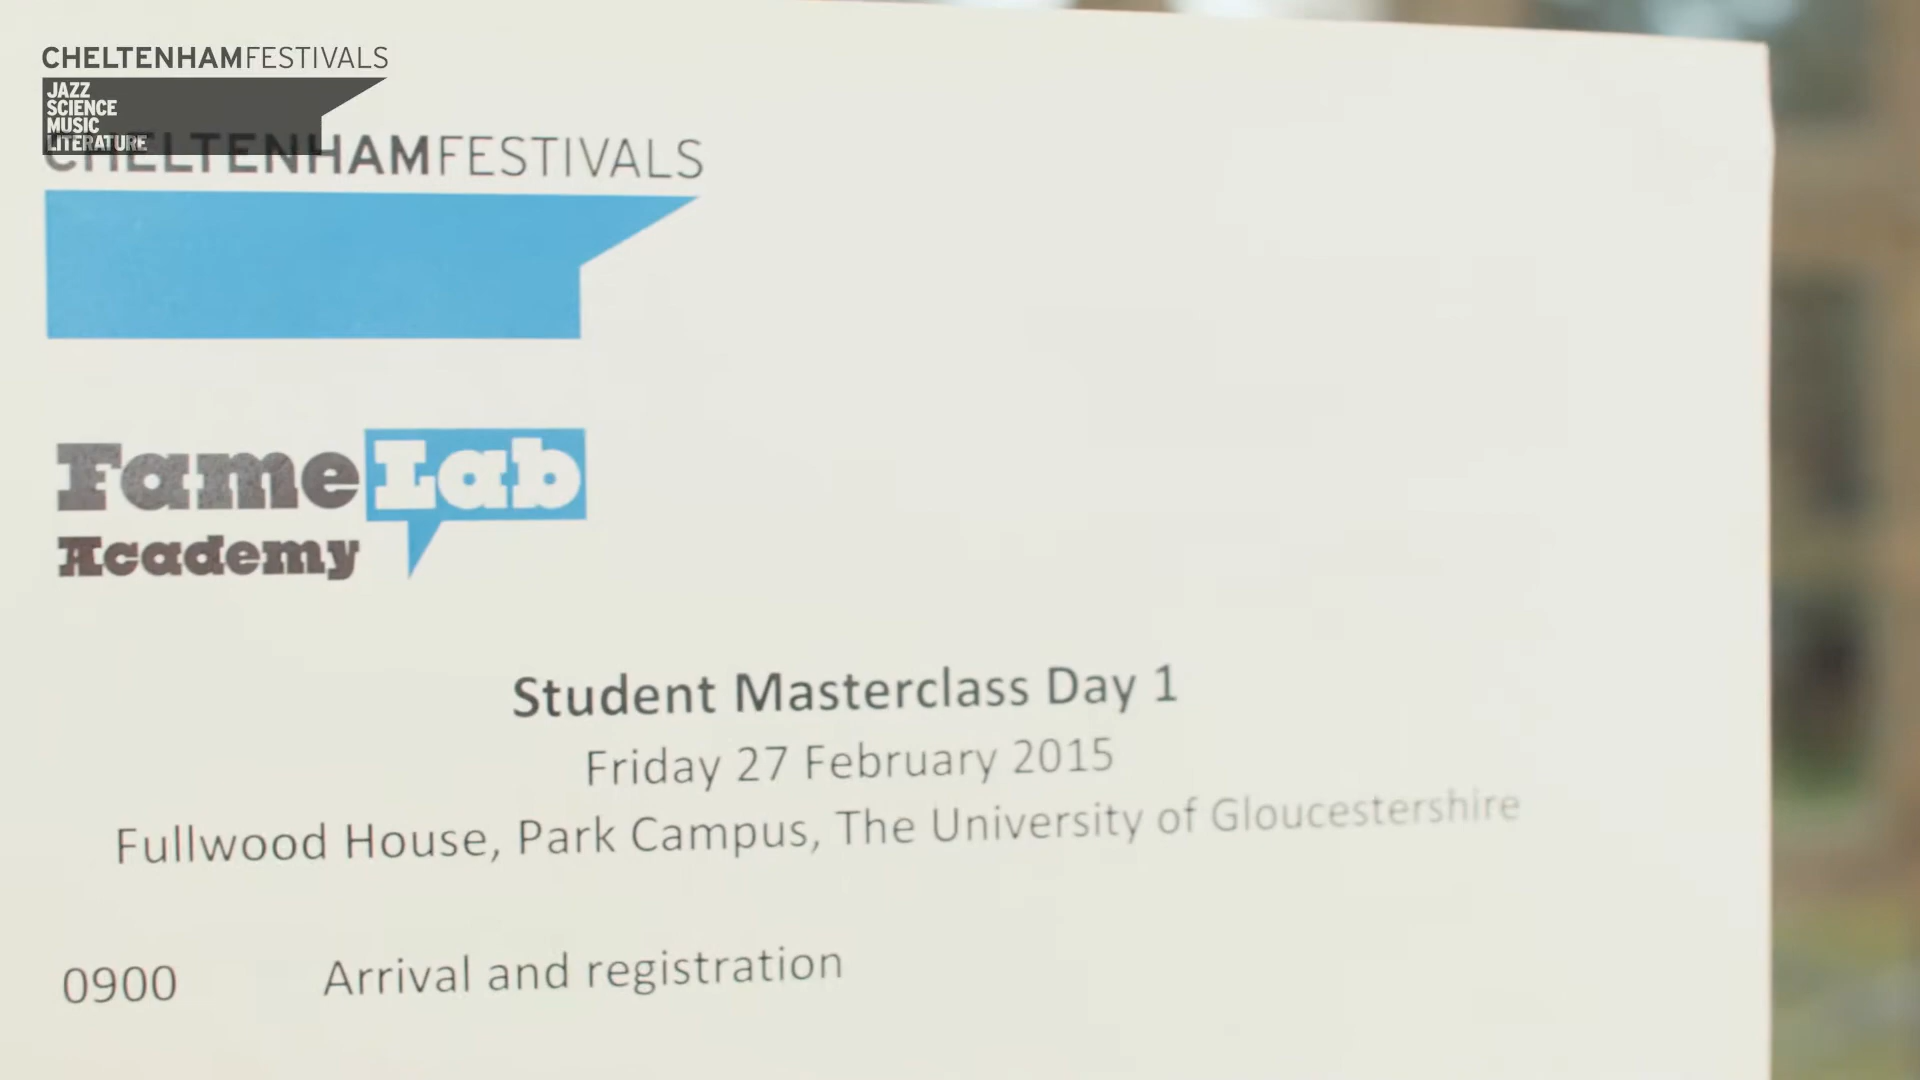 CHELTENHAMFESTIVALS
JAZZ
SCIENCE
MUSIC
LITERATURE
CHELTENHAMFESTIVALS
FameLab
Academy
Student Masterclass Day 1
Friday 27 February 2015
Fullwood House, Park Campus, The University of Gloucestershire
0900 Arrival and registration